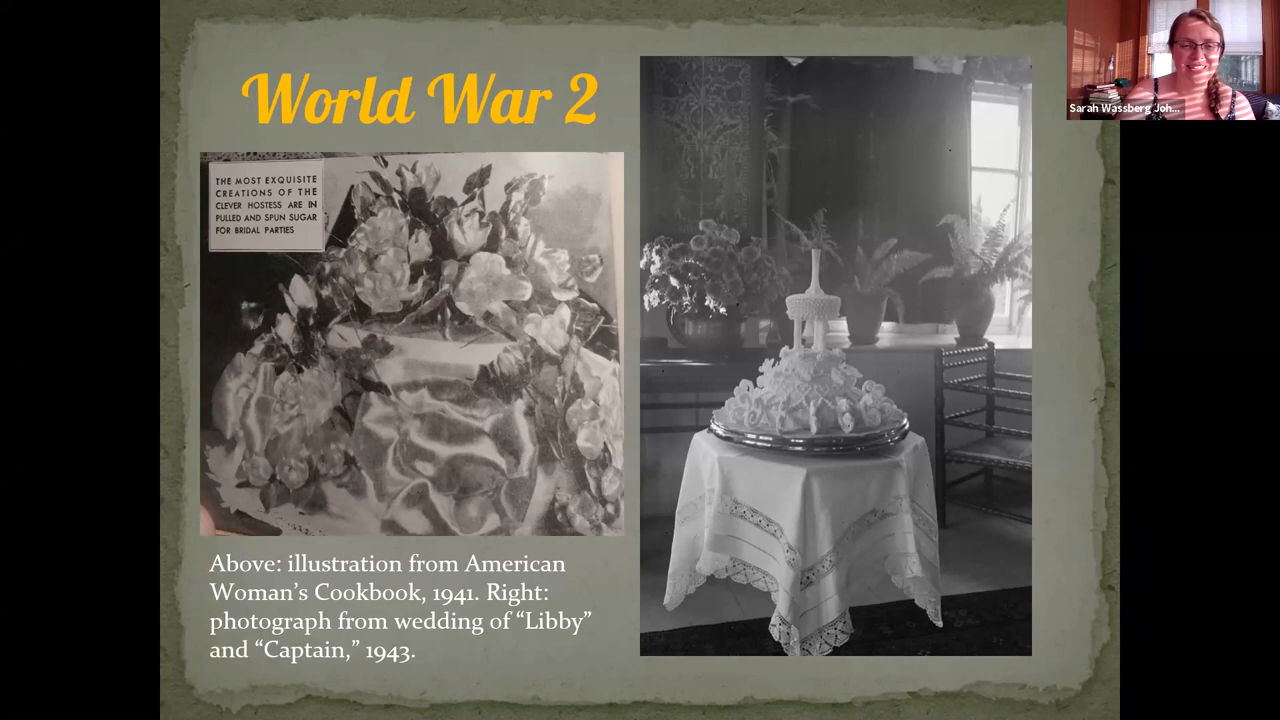 World War 2
THE MOST EXQUISITE
CREATIONS OF THE
CLEVER HOSTESS ARE IN
PULLED AND SPUN SUGAR
FOR BRIDAL PARTIES
Above: illustration from American
Woman’s Cookbook, 1941. Right:
photograph from wedding of “Libby”
and “Captain,” 1943.
Sarah Wassberg Joh...